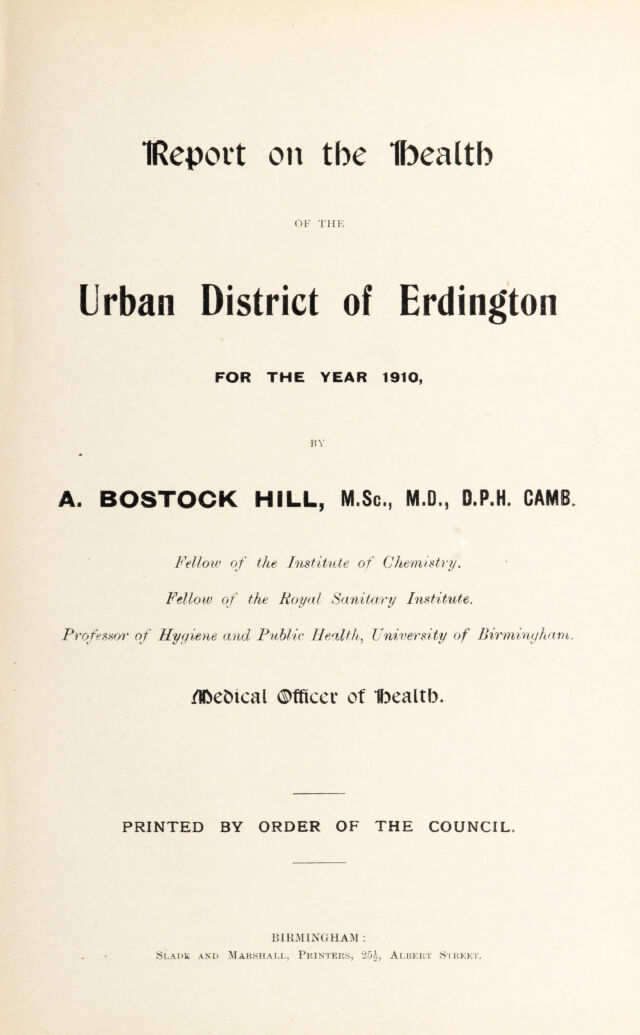 Report on the Health
OF THE
Urban District of Erdington
FOR THE YEAR 1910,
BY
A. BOSTOCK HILL, M.Sc., M.D., D.P.H. CAMB.
Fellow of the Institute of Chemistry.
Fellow of the Royal Sanitary Institute.
Professor of Hygiene and Public Health, University of Birmingham.
Medical Officer of Health.
PRINTED BY ORDER OF THE COUNCIL.
BIRMINGHAM:
SLADE AND MARSHALL, PRINTERS, 25½, ALBERT STREET.